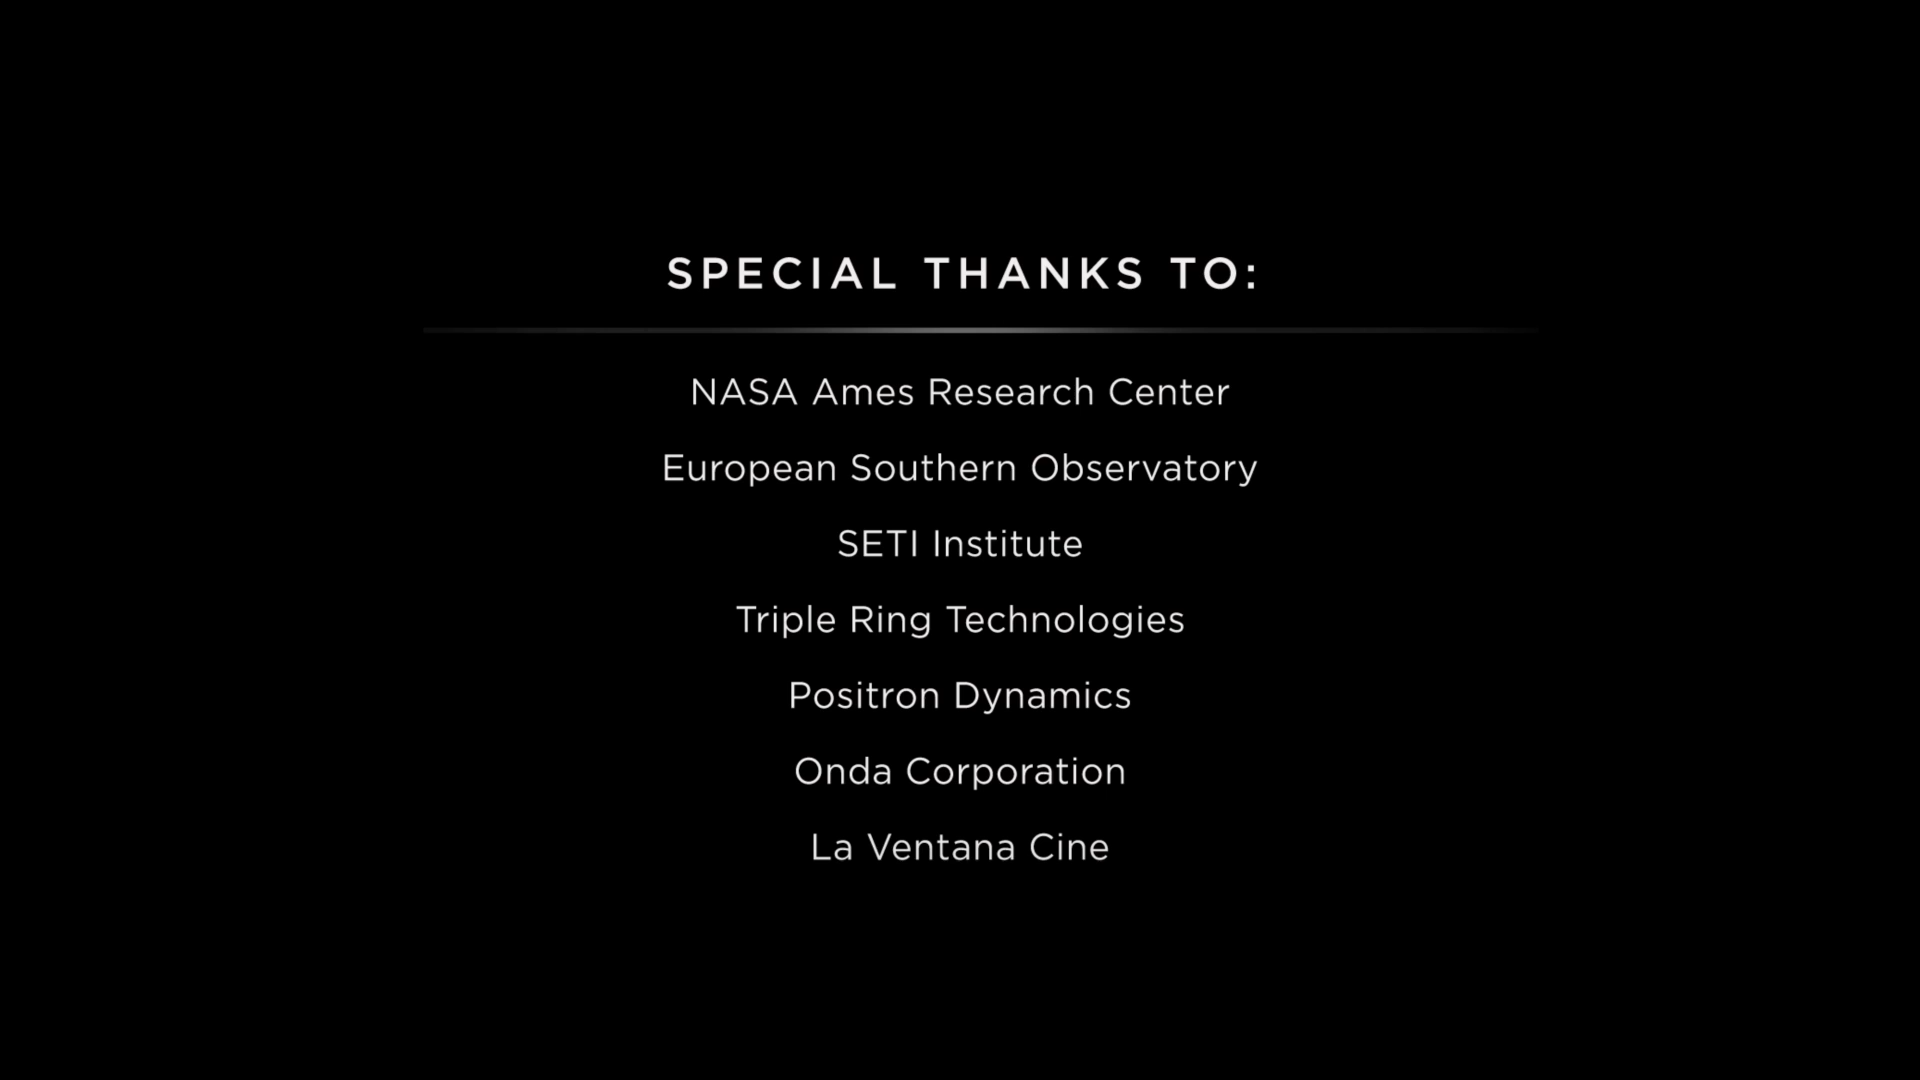 SPECIAL THANKS TO:
NASA Ames Research Center
European Southern Observatory
SETI Institute
Triple Ring Technologies
Positron Dynamics
Onda Corporation
La Ventana Cine